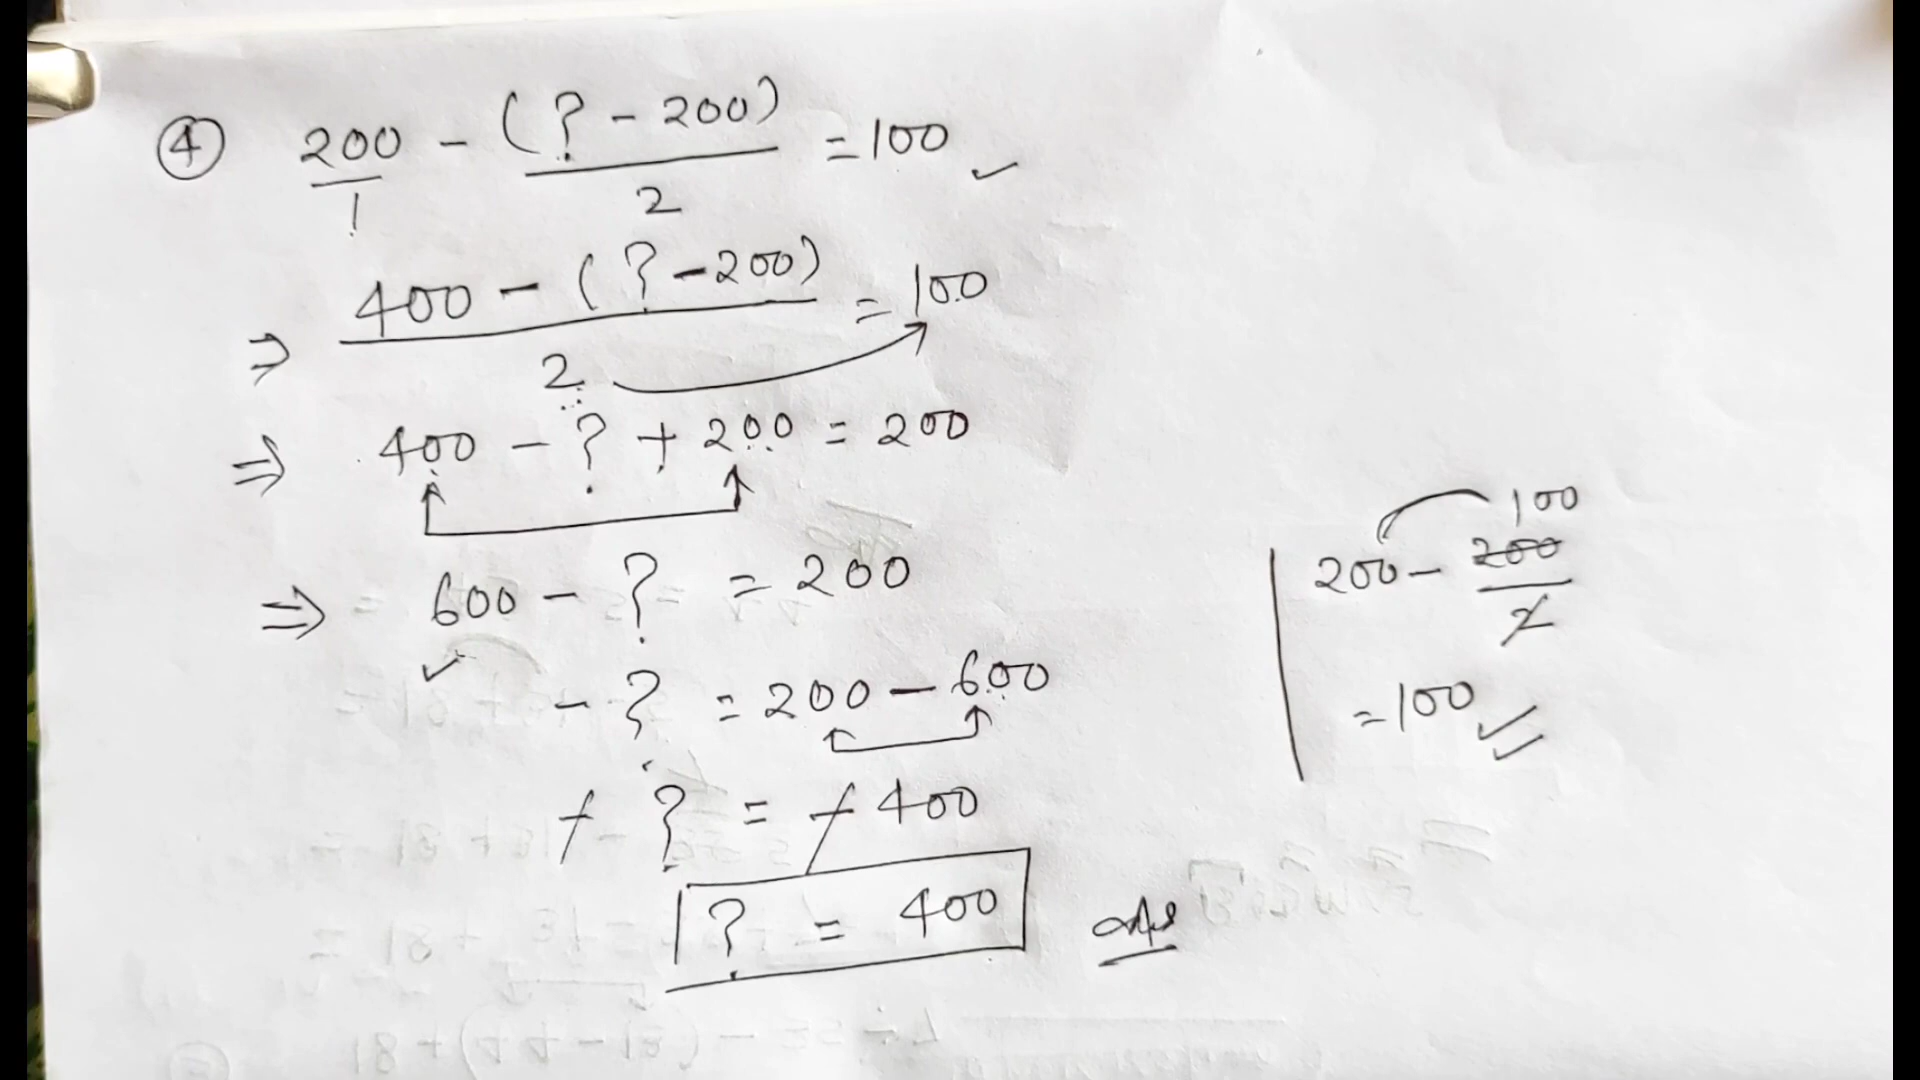 ④ 200/1 - (? - 200)/2 = 100 ✓
⇒ 400 - (? - 200)/2 = 100
⇒ 400 - ? + 200 = 200
⇒ 600 - ? = 200
✓
- ? = 200 - 600
- ? = - 400
? = 400 Ans
100
200 - 200/2
= 100 ✓